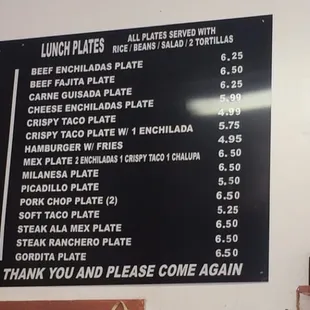 LUNCH PLATES ALL PLATES SERVED WITH
RICE / BEANS / SALAD / 2 TORTILLAS
BEEF ENCHILADAS PLATE 6.25
BEEF FAJITA PLATE 6.50
CARNE GUISADA PLATE 6.25
CHEESE ENCHILADAS PLATE 5.99
CRISPY TACO PLATE 4.99
CRISPY TACO PLATE W/ 1 ENCHILADA 5.75
HAMBURGER W/ FRIES 4.95
MEX PLATE 2 ENCHILADAS 1 CRISPY TACO 1 CHALUPA 6.50
MILANESA PLATE 6.50
PICADILLO PLATE 5.50
PORK CHOP PLATE (2) 6.50
SOFT TACO PLATE 5.25
STEAK ALA MEX PLATE 6.50
STEAK RANCHERO PLATE 6.50
GORDITA PLATE 6.50
THANK YOU AND PLEASE COME AGAIN